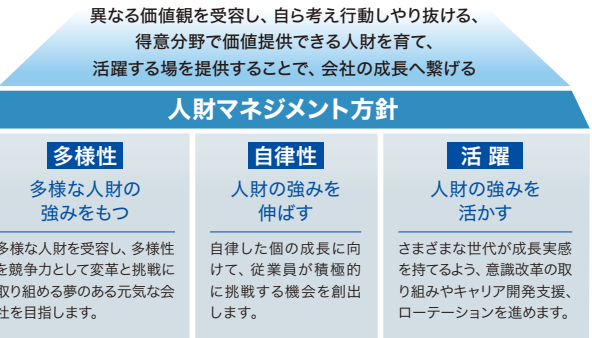 異なる価値観を受容し、自ら考え行動しやり抜ける、
得意分野で価値提供できる人財を育て、
活躍する場を提供することで、会社の成長へ繋げる
人財マネジメント方針
多様性
多様な人財の
強みをもつ
多様な人財を受容し、多様性
を競争力として変革と挑戦に
取り組める夢のある元気な会
社を目指します。
自律性
人財の強みを
伸ばす
自律した個の成長に向
けて、従業員が積極的
に挑戦する機会を創出
します。
活躍
人財の強みを
活かす
さまざまな世代が成長実感
を持てるよう、意識改革の取
り組みやキャリア開発支援、
ローテーションを進めます。